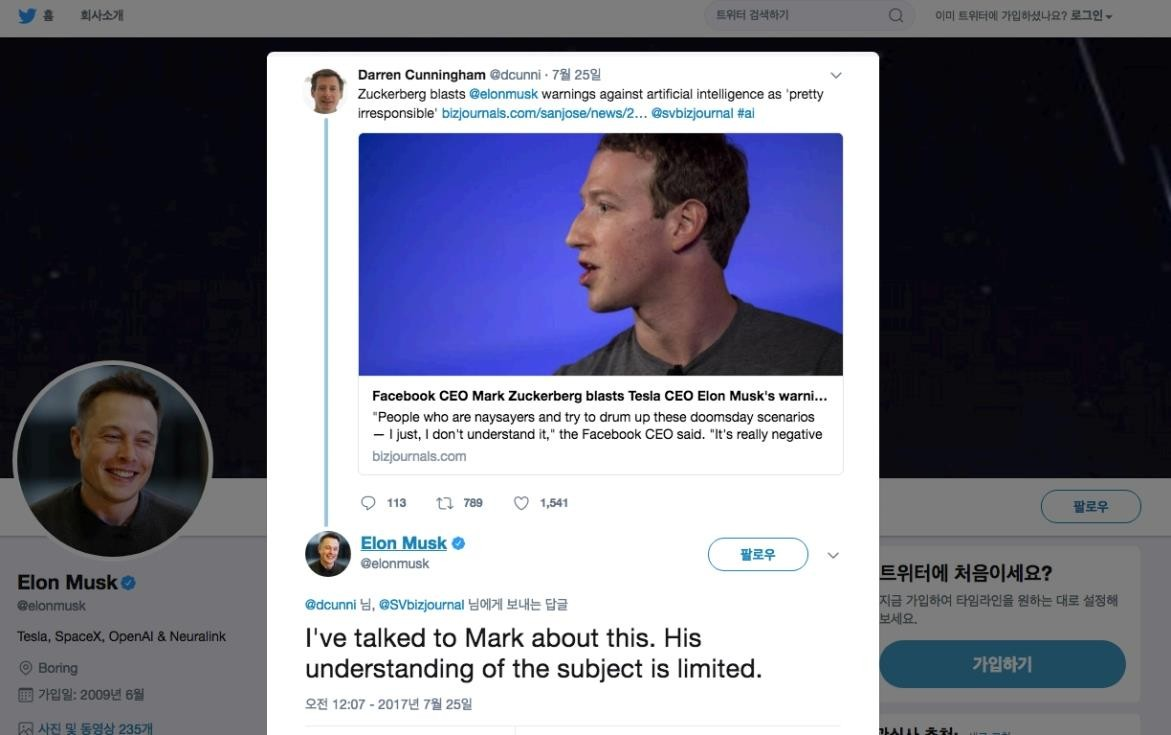 홈 회사소개 트위터 검색하기 이미 트위터에 가입하셨나요? 로그인
Darren Cunningham @dcunni · 7월 25일
Zuckerberg blasts @elonmusk warnings against artificial intelligence as 'pretty
irresponsible' bizjournals.com/sanjose/news/2… @svbizjournal #ai
Facebook CEO Mark Zuckerberg blasts Tesla CEO Elon Musk's warni...
"People who are naysayers and try to drum up these doomsday scenarios
— I just, I don't understand it," the Facebook CEO said. "It's really negative
bizjournals.com
113 789 1,541
Elon Musk
@elonmusk
팔로우
@dcunni 님, @SVbizjournal 님에게 보내는 답글
I've talked to Mark about this. His
understanding of the subject is limited.
오전 12:07 - 2017년 7월 25일
Elon Musk
@elonmusk
Tesla, SpaceX, OpenAI & Neuralink
Boring
가입일: 2009년 6월
사진 및 동영상 235개
팔로우
트위터에 처음이세요?
지금 가입하여 타임라인을 원하는 대로 설정해
보세요.
가입하기